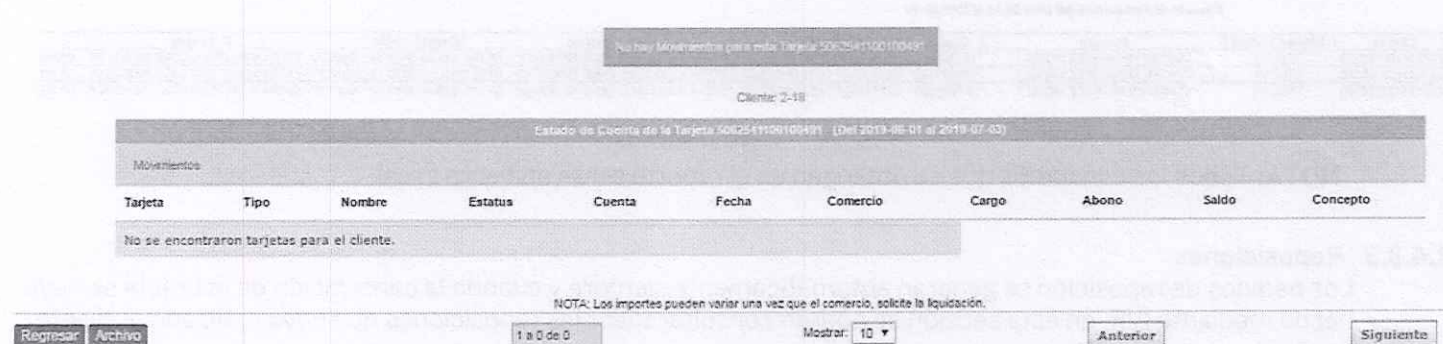 No hay Movimientos para esta Tarjeta 5062541100100491
Cliente: 2-18
Estado de Cuenta de la Tarjeta 5062541100100491 (Del 2019-06-01 al 2019-07-03)
Movimientos
Tarjeta Tipo Nombre Estatus Cuenta Fecha Comercio Cargo Abono Saldo Concepto
No se encontraron tarjetas para el cliente.
NOTA: Los importes pueden variar una vez que el comercio, solicite la liquidación.
Regresar Archivo 1 a 0 de 0 Mostrar: 10 Anterior Siguiente